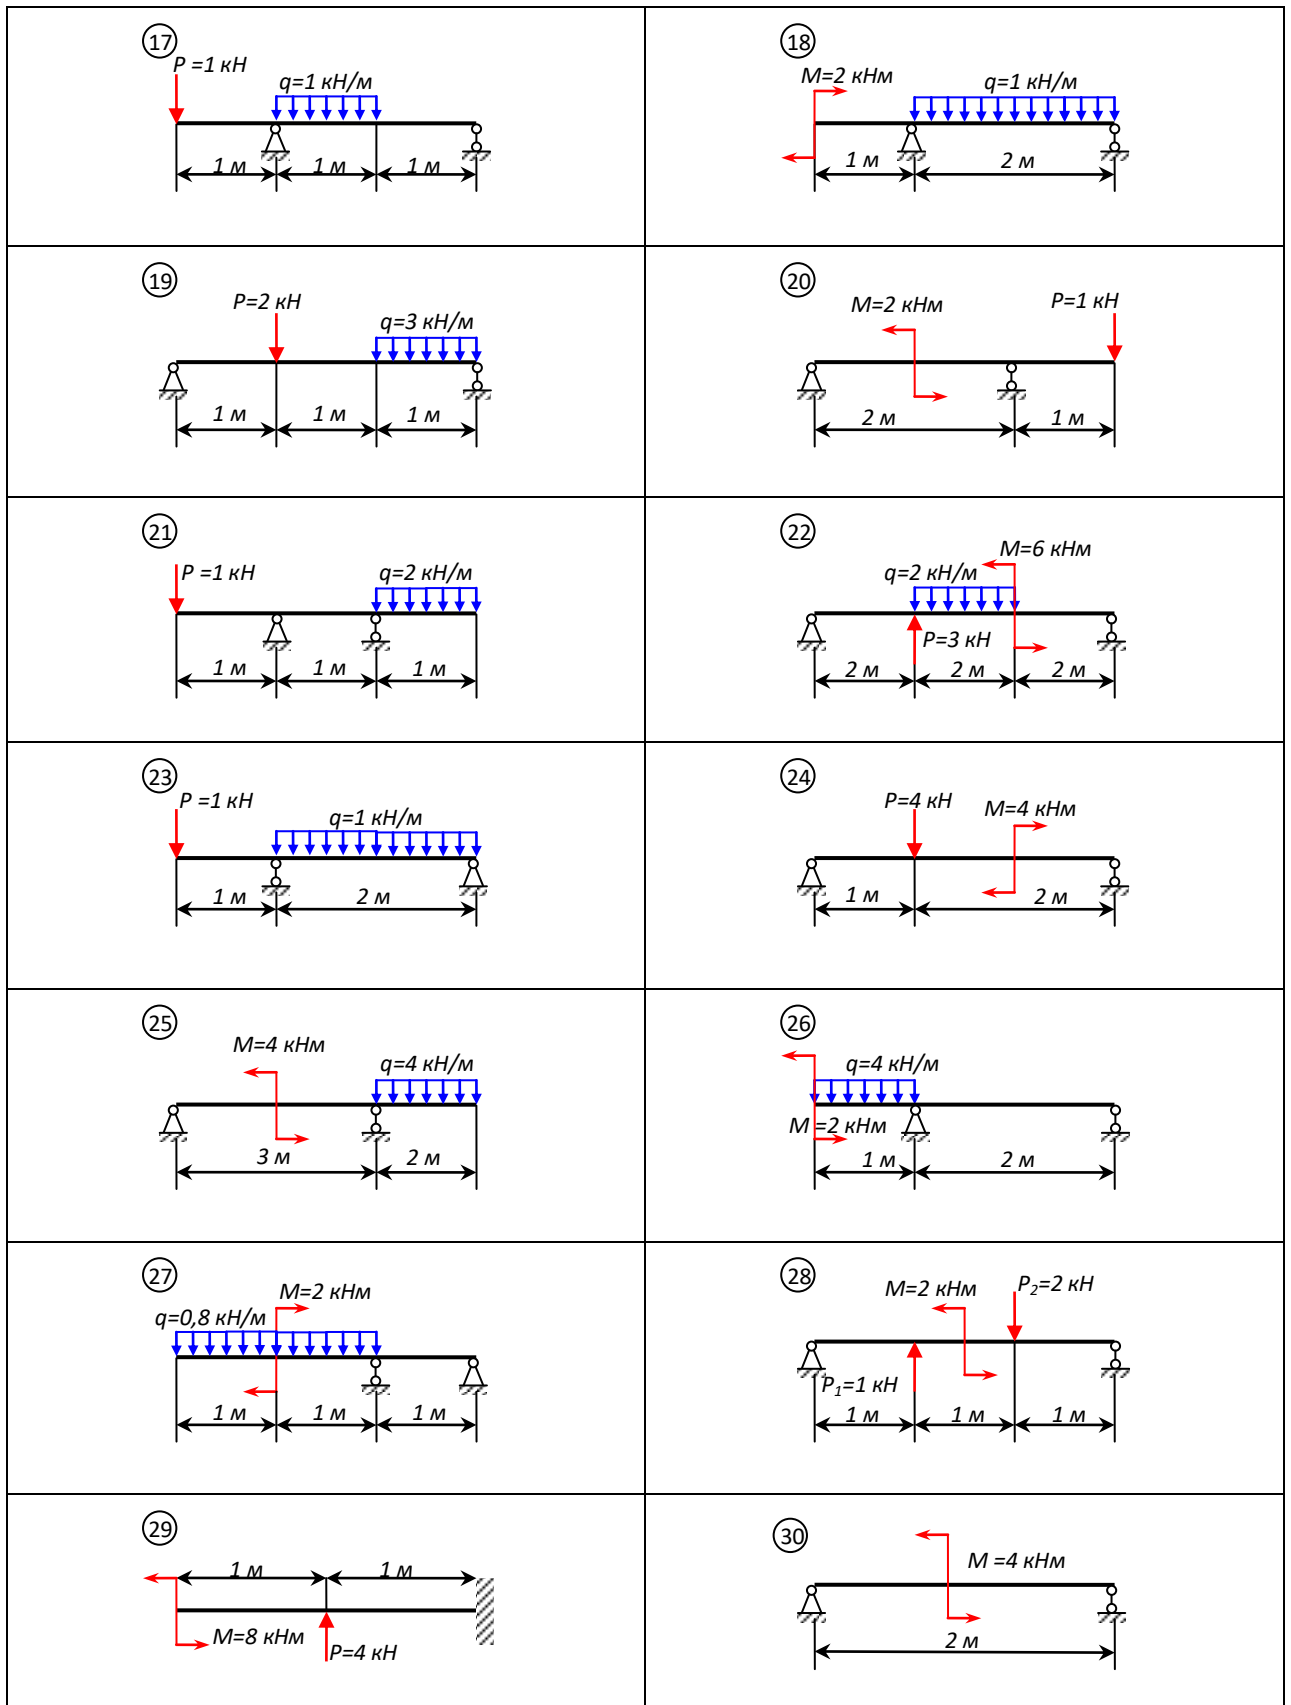 17
P =1 кН
q=1 кН/м
1 м 1 м 1 м
18
M=2 кНм
q=1 кН/м
1 м 2 м
19
P=2 кН
q=3 кН/м
1 м 1 м 1 м
20
M=2 кНм
P=1 кН
2 м 1 м
21
P =1 кН
q=2 кН/м
1 м 1 м 1 м
22
M=6 кНм
q=2 кН/м
P=3 кН
2 м 2 м 2 м
23
P =1 кН
q=1 кН/м
1 м 2 м
24
P=4 кН
M=4 кНм
1 м 2 м
25
M=4 кНм
q=4 кН/м
3 м 2 м
26
q=4 кН/м
M =2 кНм
1 м 2 м
27
M=2 кНм
q=0,8 кН/м
1 м 1 м 1 м
28
M=2 кНм
P2=2 кН
P1=1 кН
1 м 1 м 1 м
29
1 м 1 м
M=8 кНм
P=4 кН
30
M =4 кНм
2 м